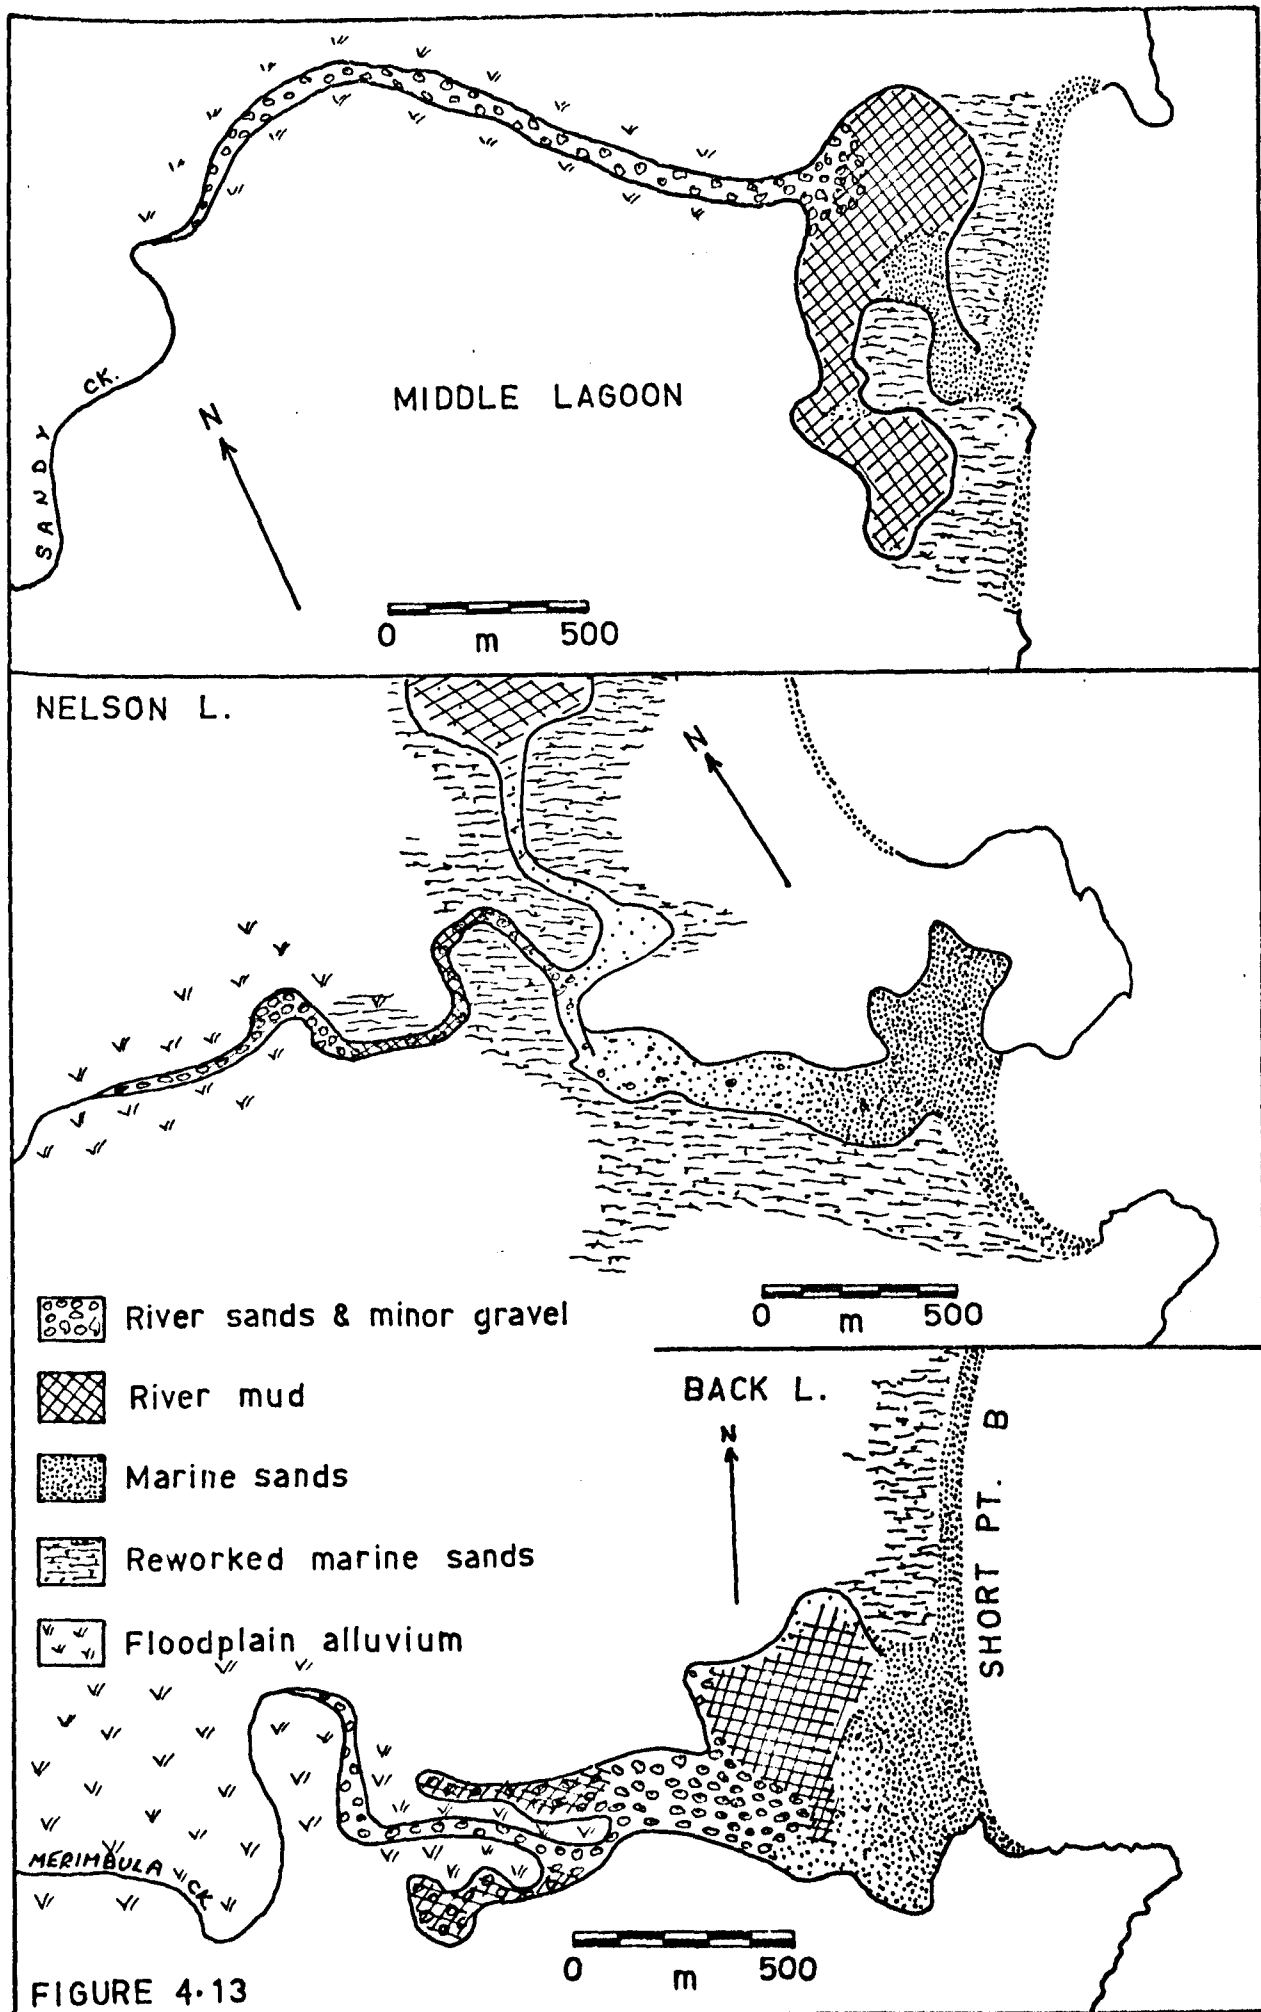 SANDY CK.
N
MIDDLE LAGOON
0 m 500
NELSON L.
N
0 m 500
River sands & minor gravel
River mud
Marine sands
Reworked marine sands
Floodplain alluvium
BACK L.
N
SHORT PT. B
MERIMBULA CK
0 m 500
FIGURE 4·13